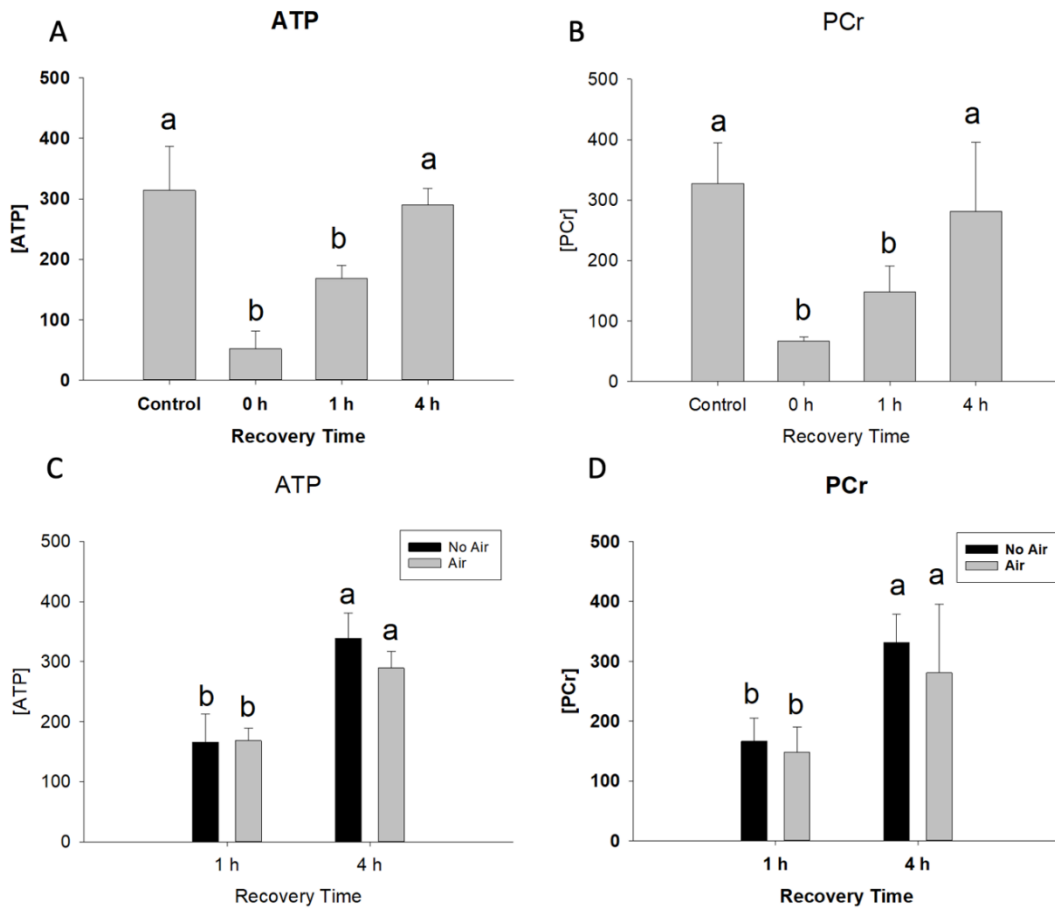 A
ATP
500
400
300
200
100
0
[ATP]
a
b
b
a
Control 0 h 1 h 4 h
Recovery Time
B
PCr
500
400
300
200
100
0
[PCr]
a
b
b
a
Control 0 h 1 h 4 h
Recovery Time
C
ATP
No Air
Air
500
400
300
200
100
0
[ATP]
b b
a a
1 h 4 h
Recovery Time
D
PCr
No Air
Air
500
400
300
200
100
0
[PCr]
b b
a a
1 h 4 h
Recovery Time